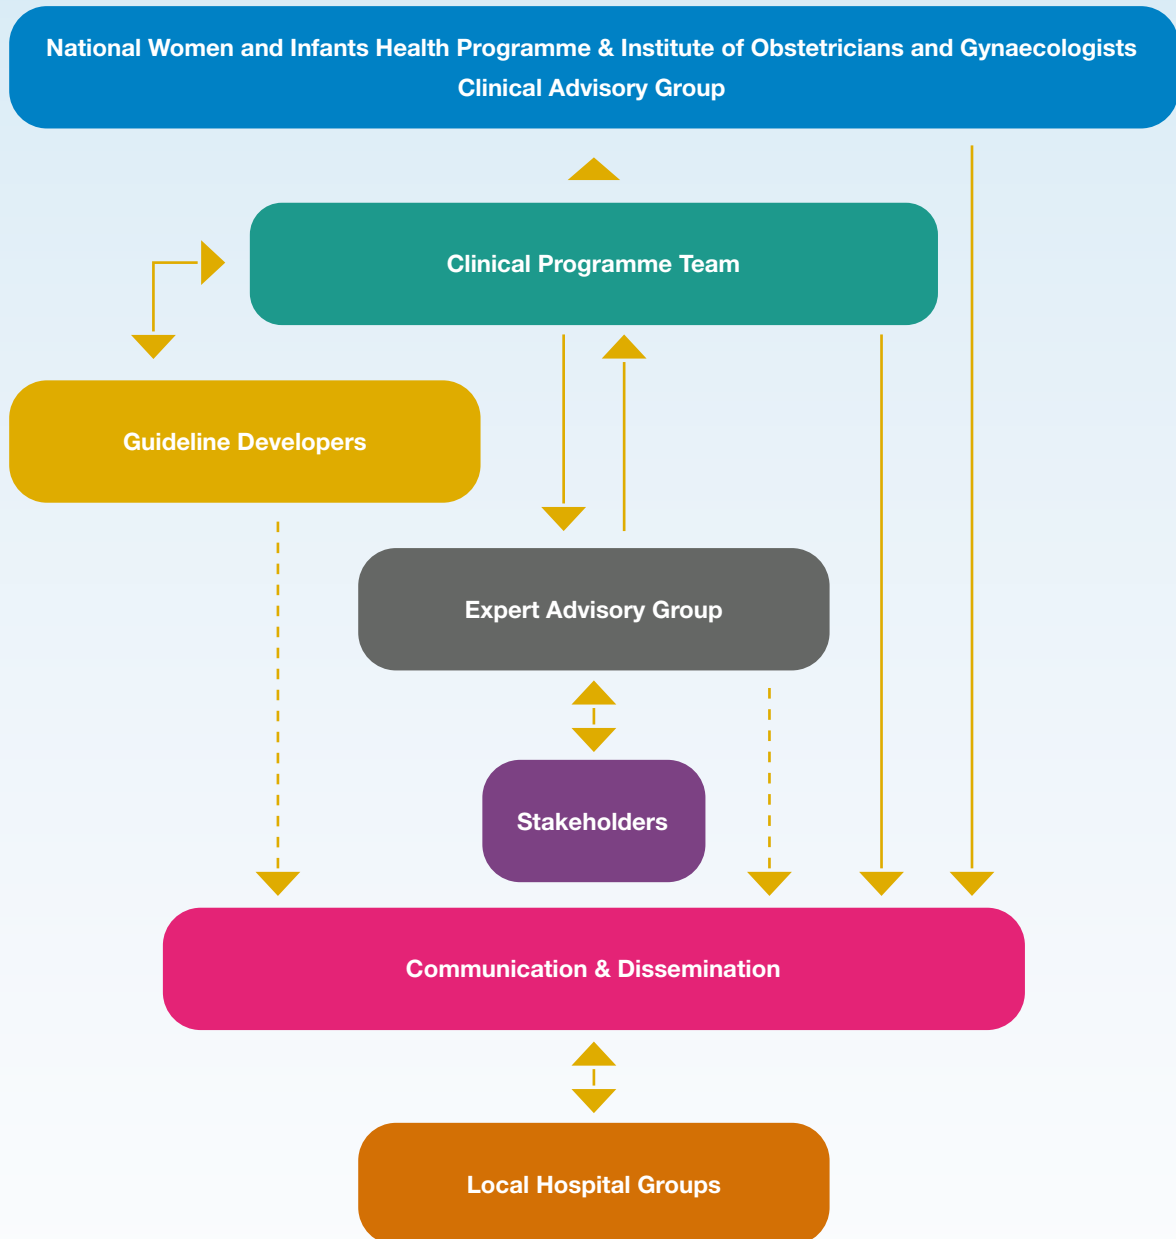 National Women and Infants Health Programme & Institute of Obstetricians and Gynaecologists
Clinical Advisory Group
Clinical Programme Team
Guideline Developers
Expert Advisory Group
Stakeholders
Communication & Dissemination
Local Hospital Groups